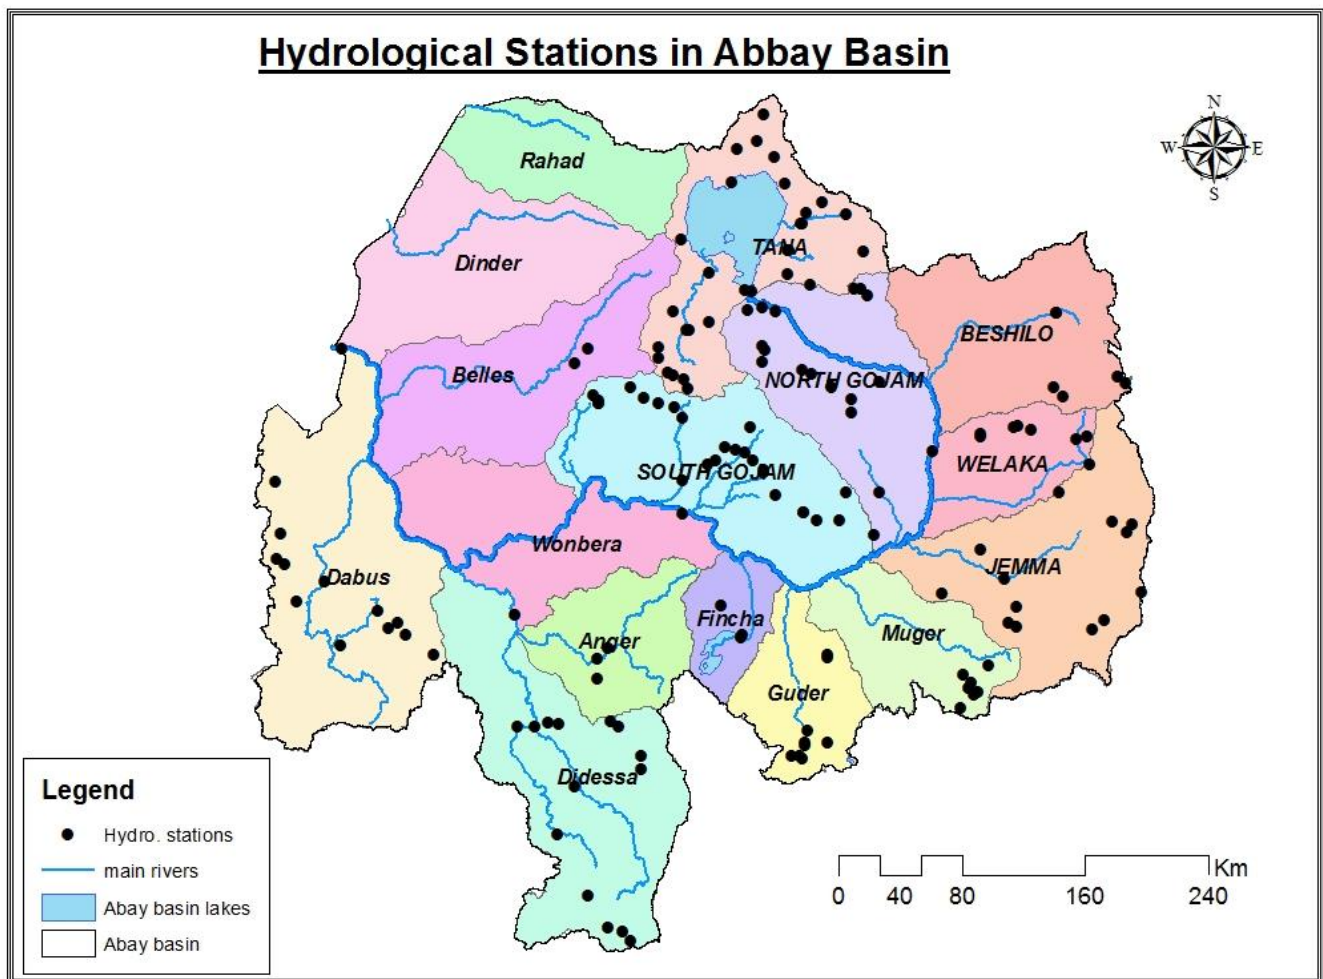 Hydrological Stations in Abbay Basin
N
W E
S
Rahad
TANA
Dinder
BESHILO
Belles
NORTH GOJAM
SOUTH GOJAM
WELAKA
Wonbera
JEMMA
Dabus
Fincha
Muger
Anger
Guder
Didessa
Legend
Hydro. stations
main rivers
Abay basin lakes
Abay basin
Km
0 40 80 160 240